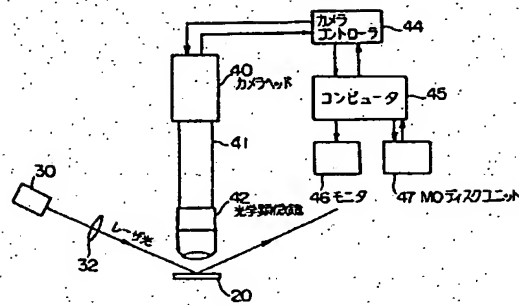 カメラ
コントローラ
44
40
カメラヘッド
コンピュータ
45
41
46 モニタ
47 MOディスクユニット
30
42
光学顕微鏡
レーザ光
32
20